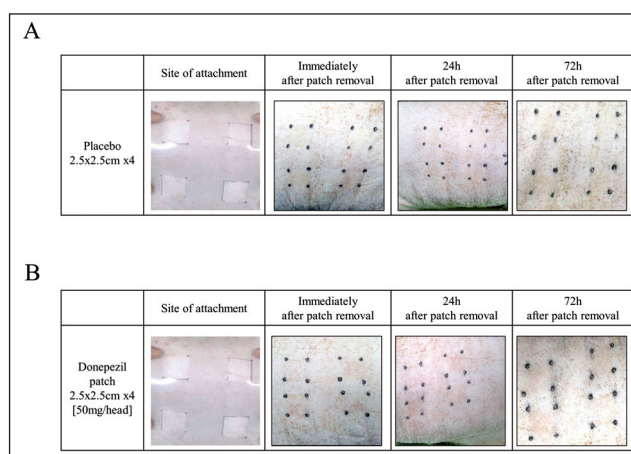 A
Site of attachment
Immediately
after patch removal
24h
after patch removal
72h
after patch removal
Placebo
2.5x2.5cm x4
B
Site of attachment
Immediately
after patch removal
24h
after patch removal
72h
after patch removal
Donepezil
patch
2.5x2.5cm x4
[50mg/head]